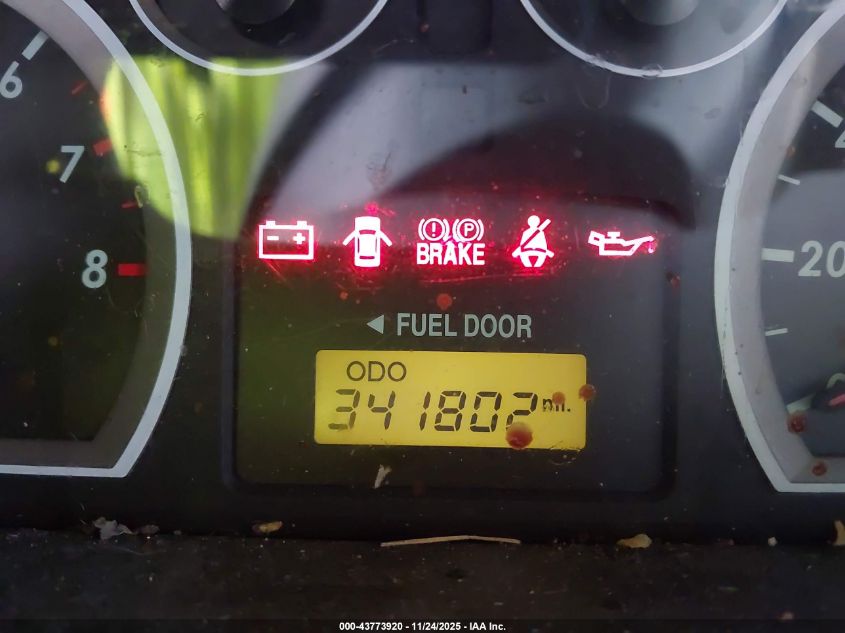 6
7
8
20
BRAKE
P
◄ FUEL DOOR
ODO
341802 mi.
000-43773920 - 11/24/2025 - IAA Inc.